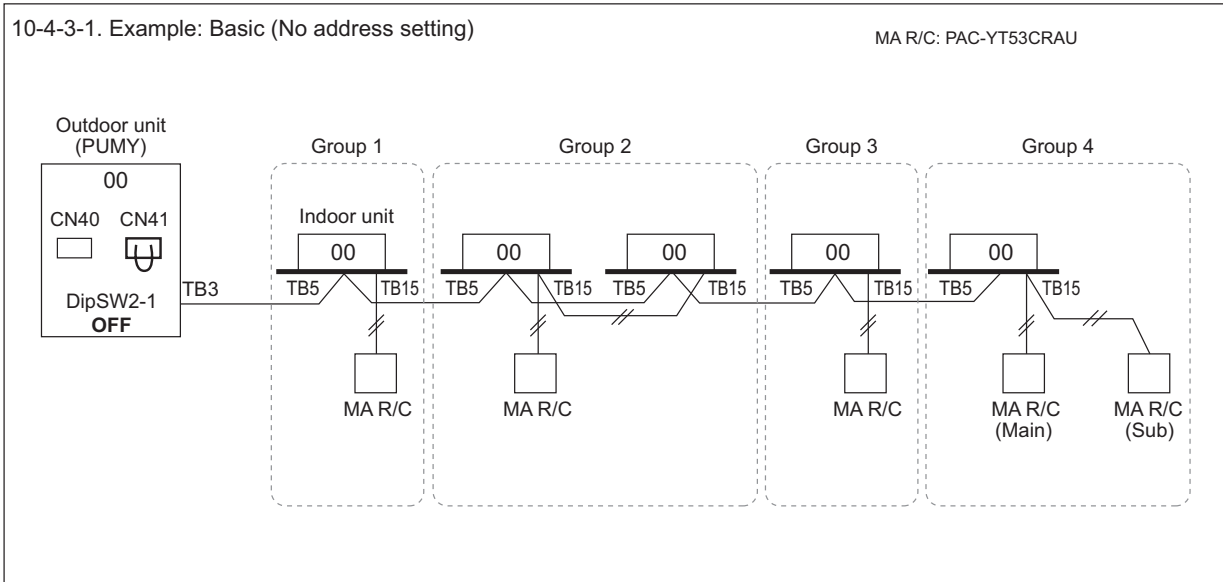 10-4-3-1. Example: Basic (No address setting)
MA R/C: PAC-YT53CRAU
Outdoor unit
(PUMY)
00
CN40 CN41
DipSW2-1
OFF
TB3
Group 1
Indoor unit
00
TB5 TB15
MA R/C
Group 2
00 00
TB5 TB15 TB5 TB15
MA R/C
Group 3
00
TB5 TB15
MA R/C
Group 4
00
TB5 TB15
MA R/C
(Main)
MA R/C
(Sub)